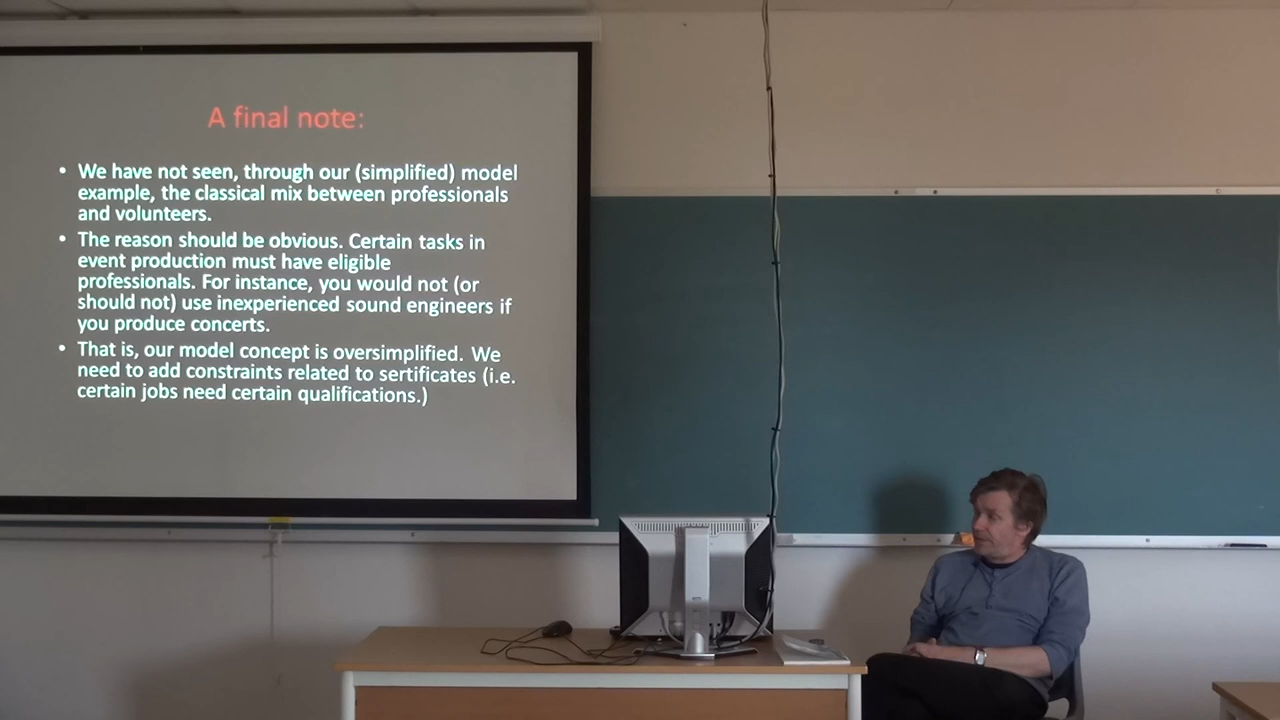 A final note:
• We have not seen, through our (simplified) model
example, the classical mix between professionals
and volunteers.
• The reason should be obvious. Certain tasks in
event production must have eligible
professionals. For instance, you would not (or
should not) use inexperienced sound engineers if
you produce concerts.
• That is, our model concept is oversimplified. We
need to add constraints related to sertificates (i.e.
certain jobs need certain qualifications.)